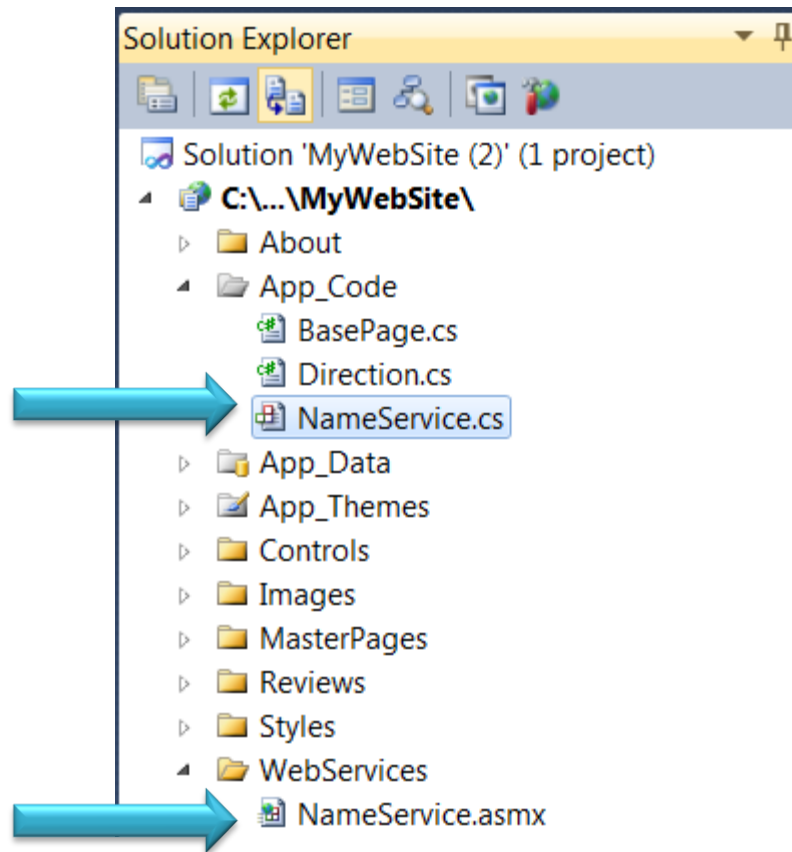 Solution Explorer
Solution 'MyWebSite (2)' (1 project)
C:\...\MyWebSite\
About
App_Code
BasePage.cs
Direction.cs
NameService.cs
App_Data
App_Themes
Controls
Images
MasterPages
Reviews
Styles
WebServices
NameService.asmx